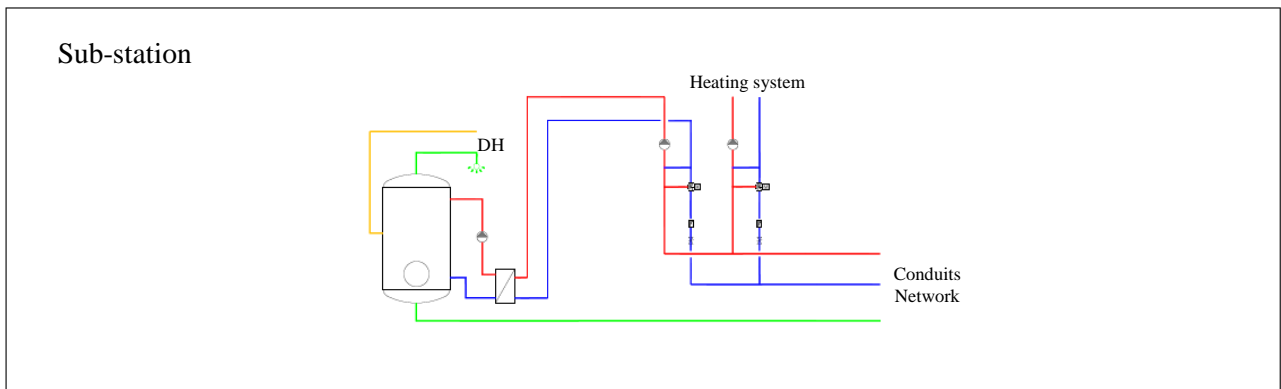 Sub-station
Heating system
DH
Conduits
Network